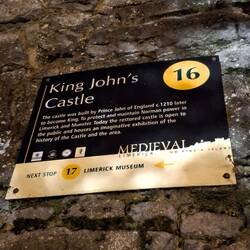 King John's
Castle
16
The castle was built by Prince John of England c.1210 later
to become King. To protect and maintain Norman power in
Limerick and Munster. Today the restored castle is open to
the public and houses an imaginative exhibition of the
history of the Castle and the area.
MEDIEVAL
LIMERICK
NEXT STOP 17 LIMERICK MUSEUM